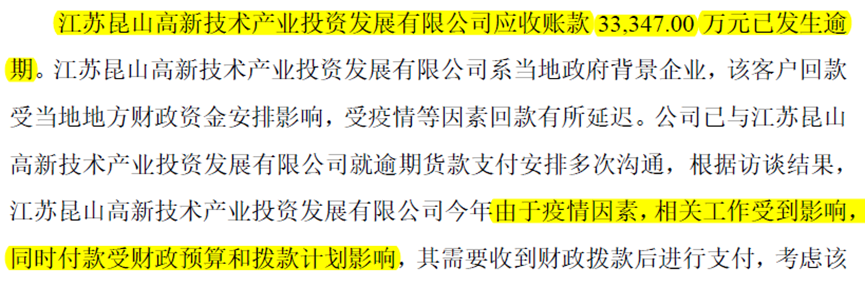 江苏昆山高新技术产业投资发展有限公司应收账款 33,347.00 万元已发生逾
期。江苏昆山高新技术产业投资发展有限公司系当地政府背景企业，该客户回款
受当地地方财政资金安排影响，受疫情等因素回款有所延迟。公司已与江苏昆山
高新技术产业投资发展有限公司就逾期货款支付安排多次沟通，根据访谈结果，
江苏昆山高新技术产业投资发展有限公司今年由于疫情因素，相关工作受到影响，
同时付款受财政预算和拨款计划影响，其需要收到财政拨款后进行支付，考虑该